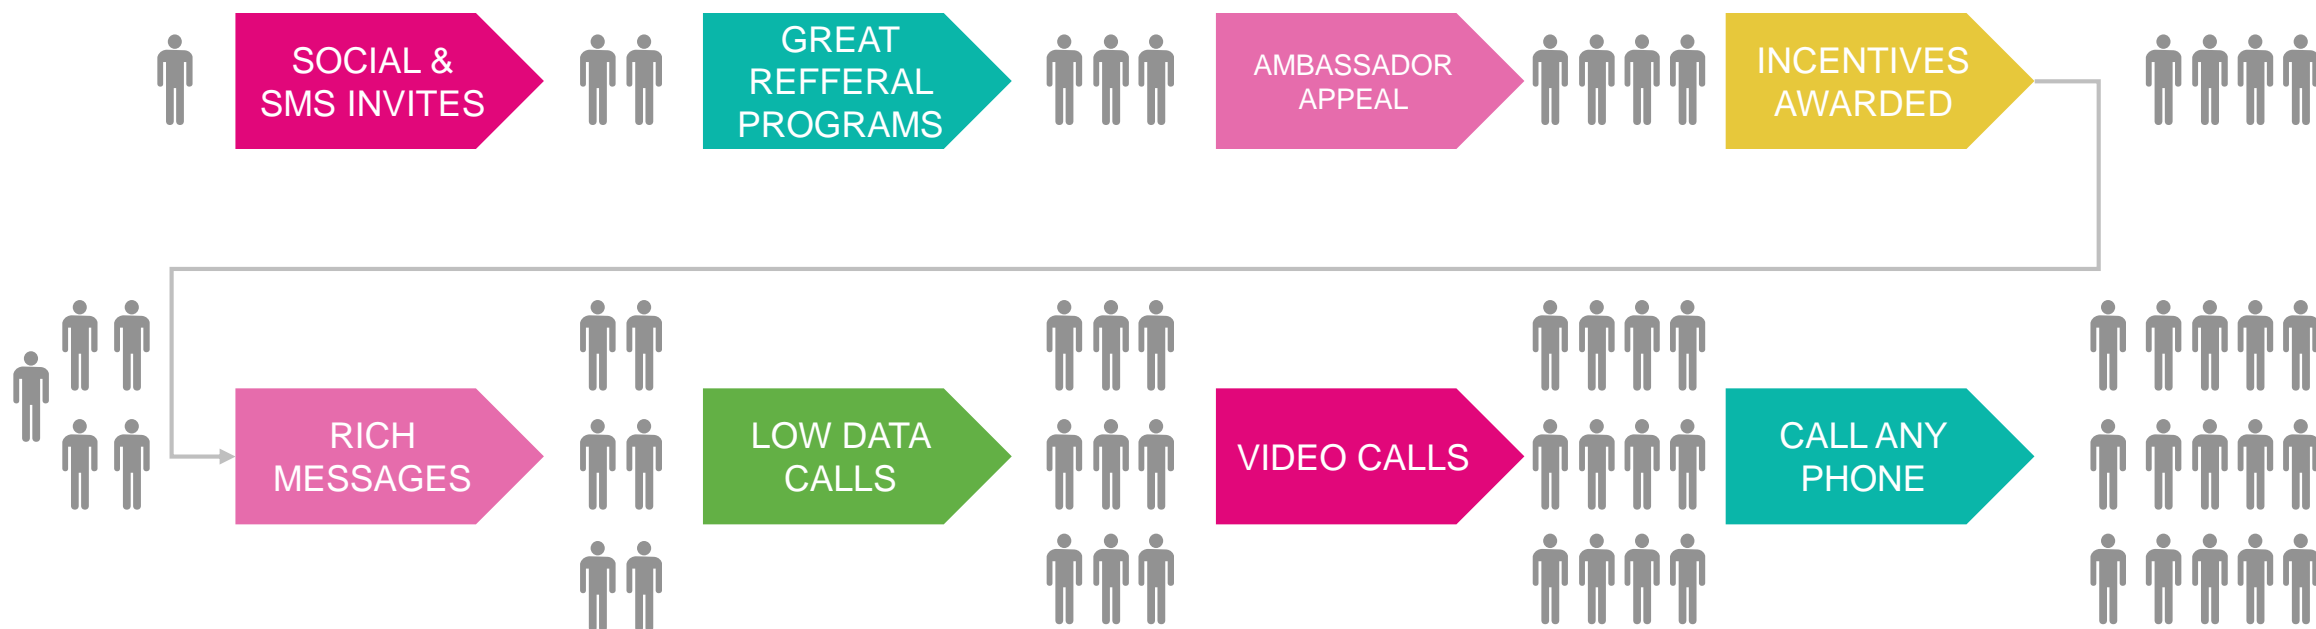 SOCIAL &
SMS INVITES
GREAT
REFFERAL
PROGRAMS
AMBASSADOR
APPEAL
INCENTIVES
AWARDED
RICH
MESSAGES
LOW DATA
CALLS
VIDEO CALLS
CALL ANY
PHONE